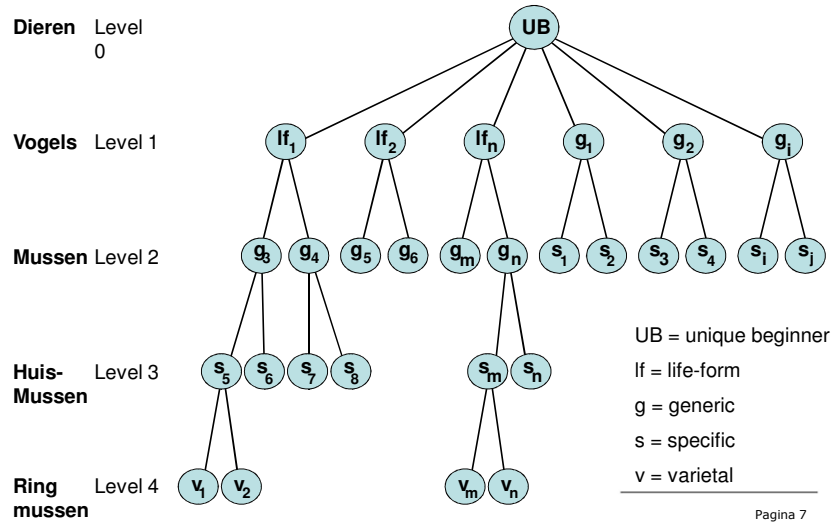 Dieren Level
0
UB
Vogels Level 1
lf1 lf2 lfn g1 g2 gi
Mussen Level 2
g3 g4 g5 g6 gm gn s1 s2 s3 s4 si sj
UB = unique beginner
lf = life-form
g = generic
s = specific
v = varietal
Huis-
Mussen Level 3
s5 s6 s7 s8 sm sn
Ring
mussen Level 4
v1 v2 vm vn
Pagina 7